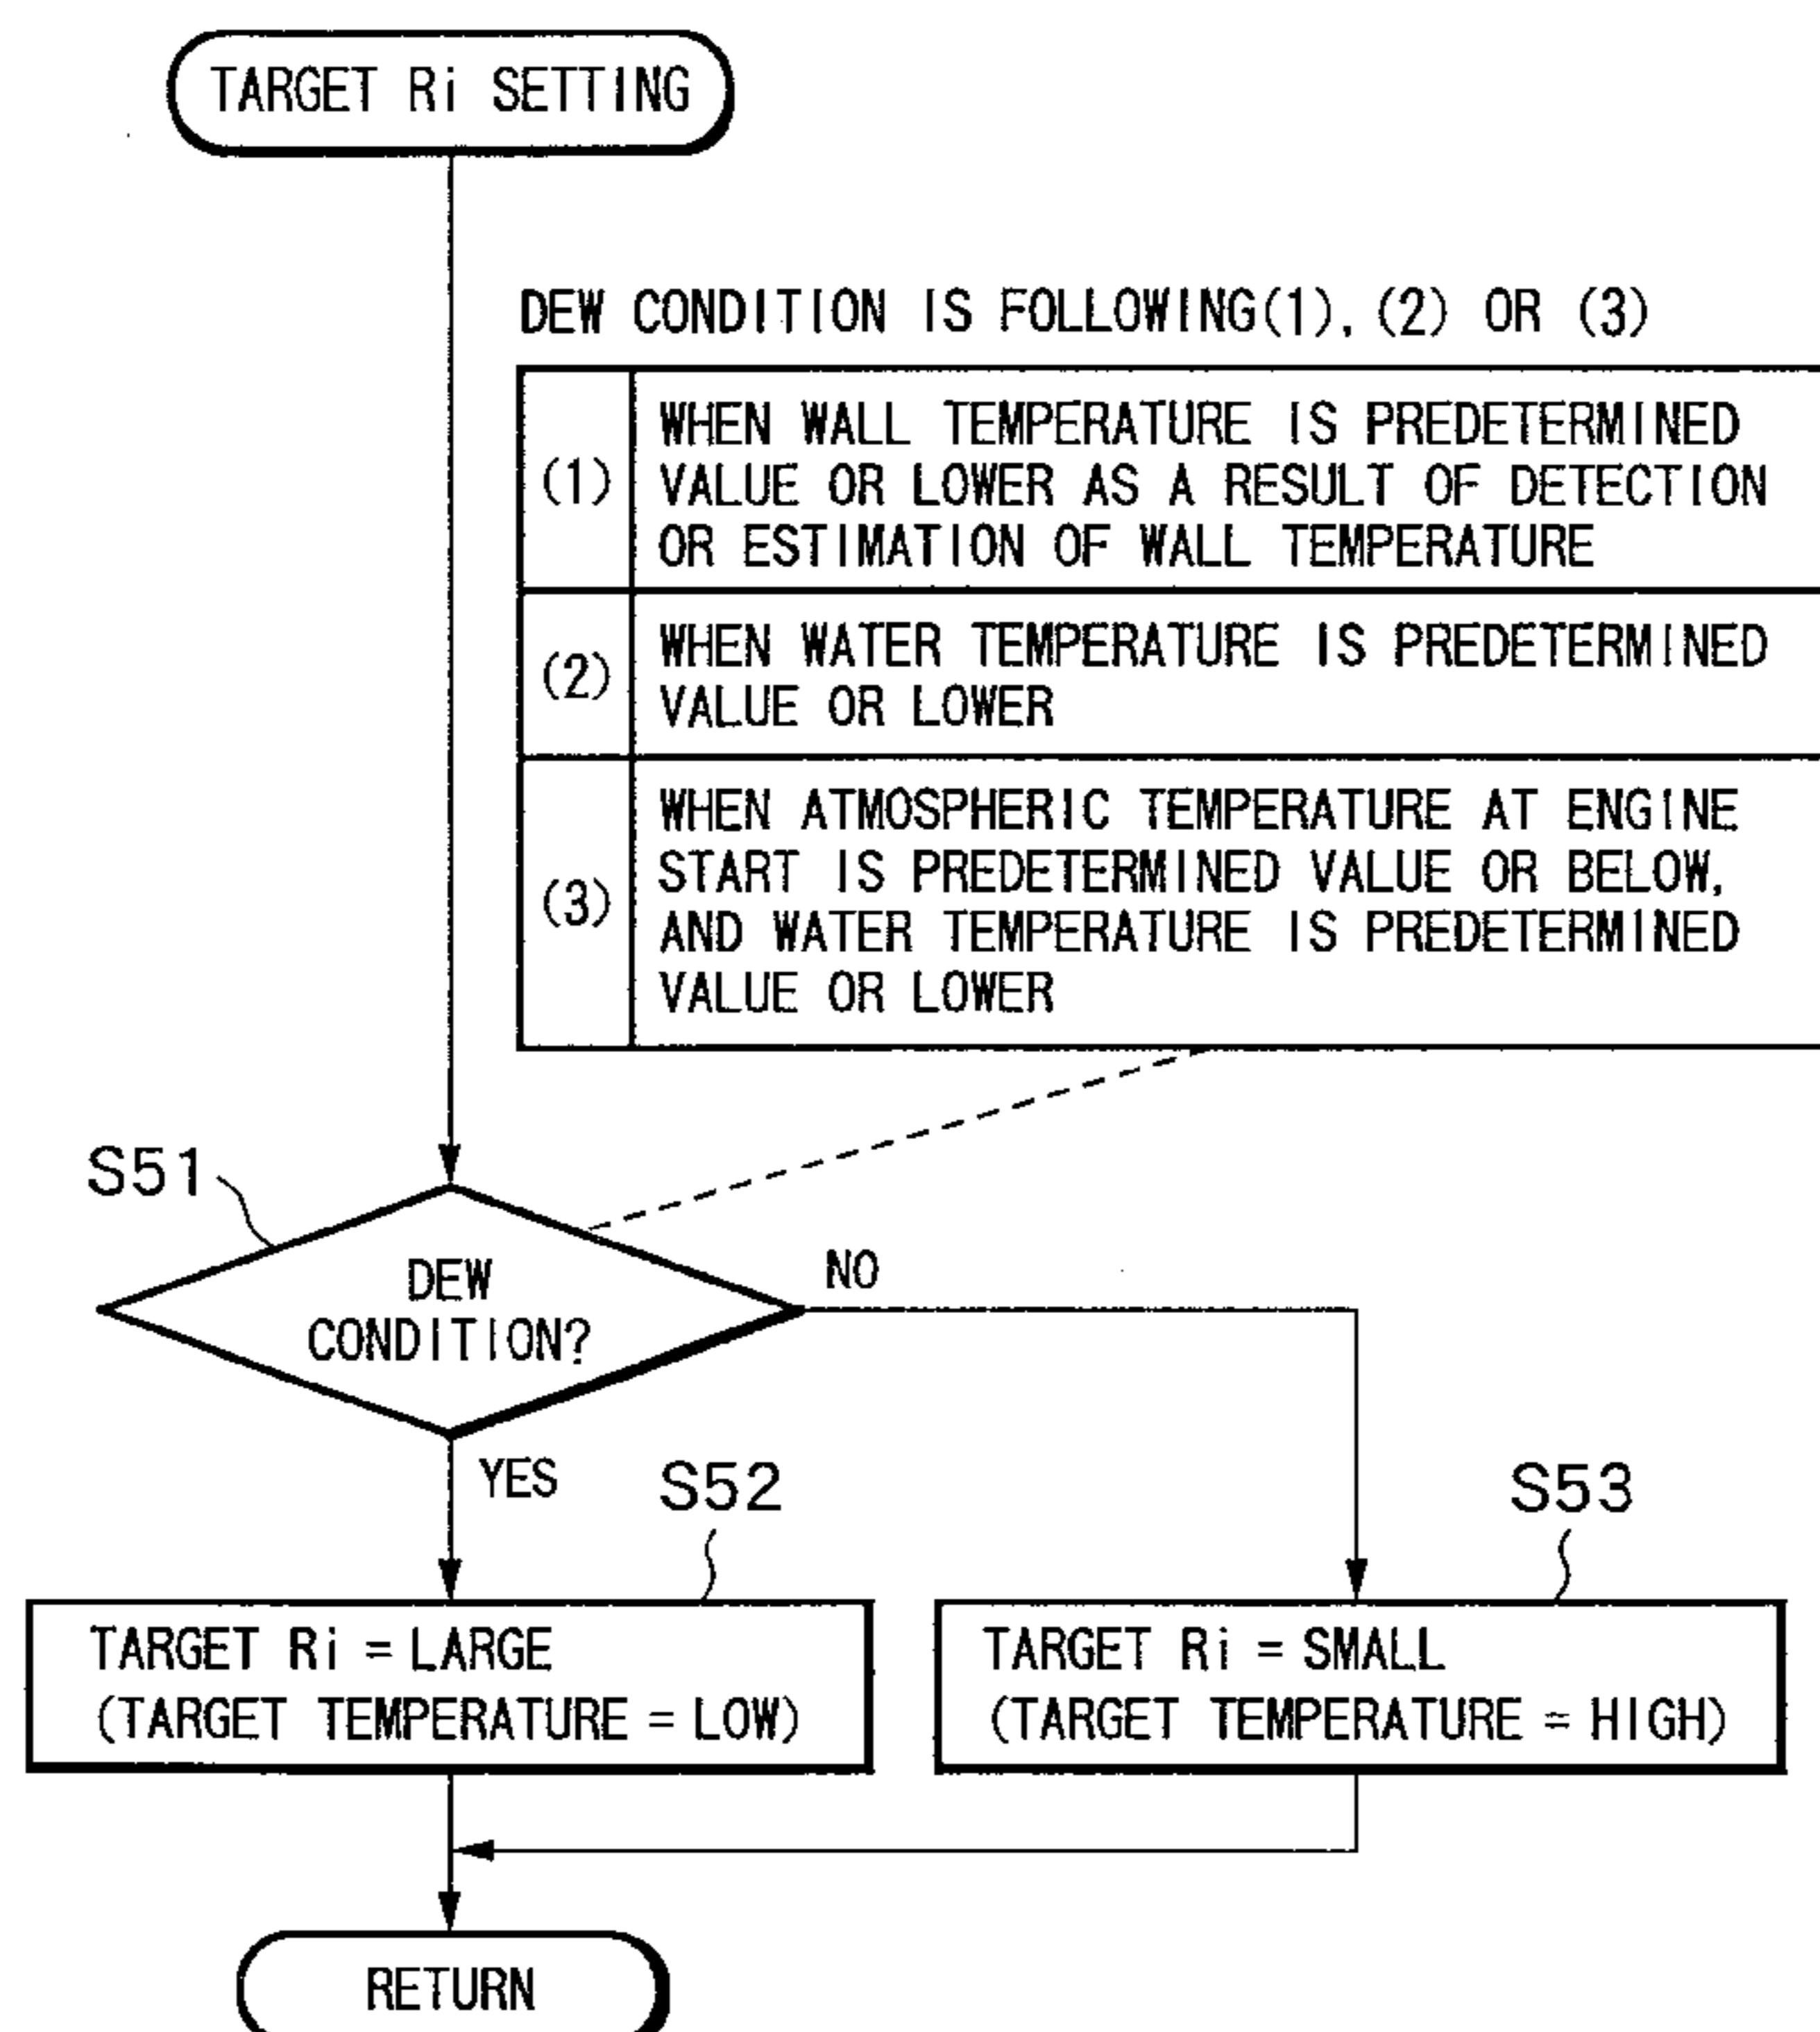 TARGET Ri SETTING
DEW CONDITION IS FOLLOWING(1), (2) OR (3)
(1)
WHEN WALL TEMPERATURE IS PREDETERMINED
VALUE OR LOWER AS A RESULT OF DETECTION
OR ESTIMATION OF WALL TEMPERATURE
(2)
WHEN WATER TEMPERATURE IS PREDETERMINED
VALUE OR LOWER
(3)
WHEN ATMOSPHERIC TEMPERATURE AT ENGINE
START IS PREDETERMINED VALUE OR BELOW,
AND WATER TEMPERATURE IS PREDETERMINED
VALUE OR LOWER
S51
DEW
CONDITION?
NO
YES
S52
TARGET Ri = LARGE
(TARGET TEMPERATURE = LOW)
S53
TARGET Ri = SMALL
(TARGET TEMPERATURE = HIGH)
RETURN